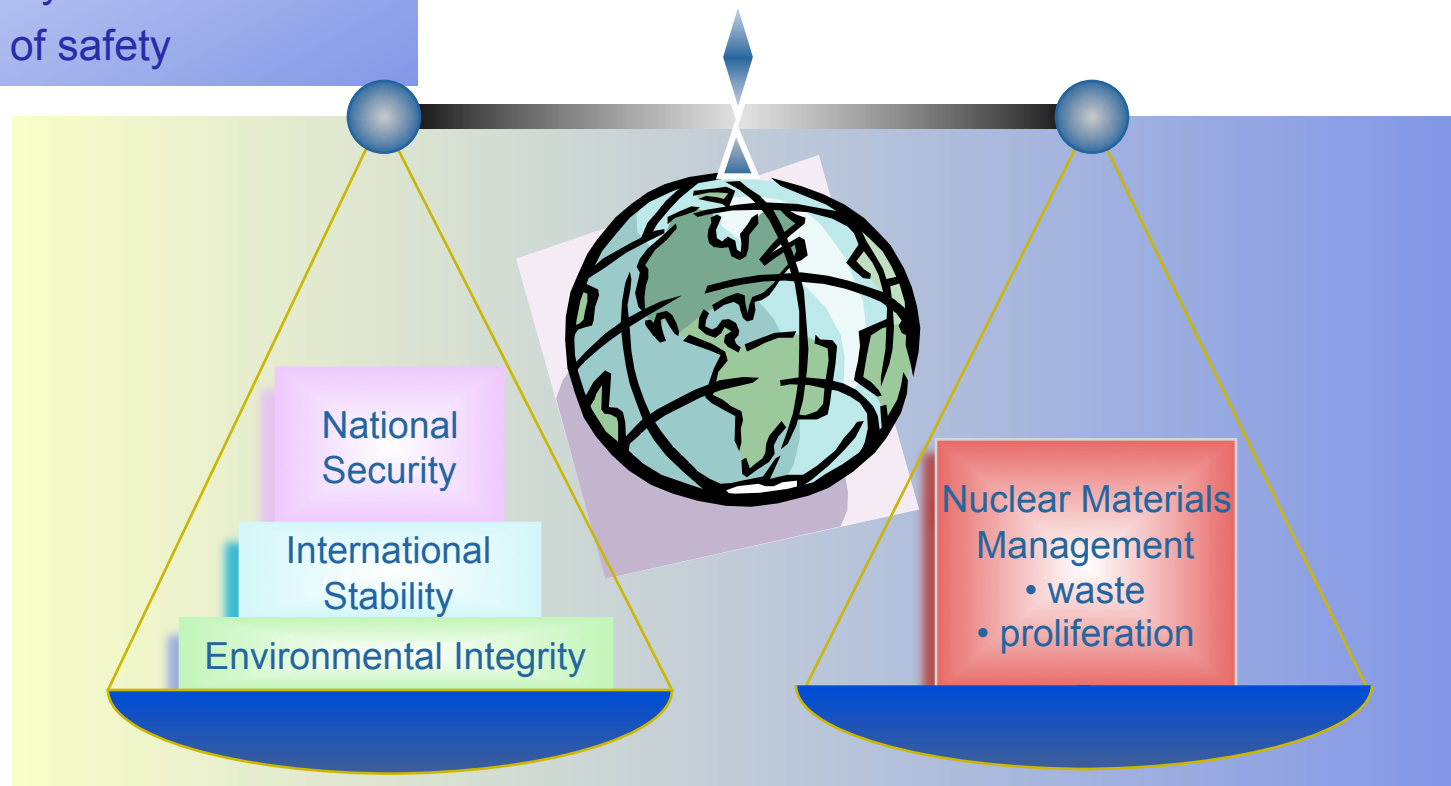 of safety
National
Security
International
Stability
Environmental Integrity
Nuclear Materials
Management
• waste
• proliferation